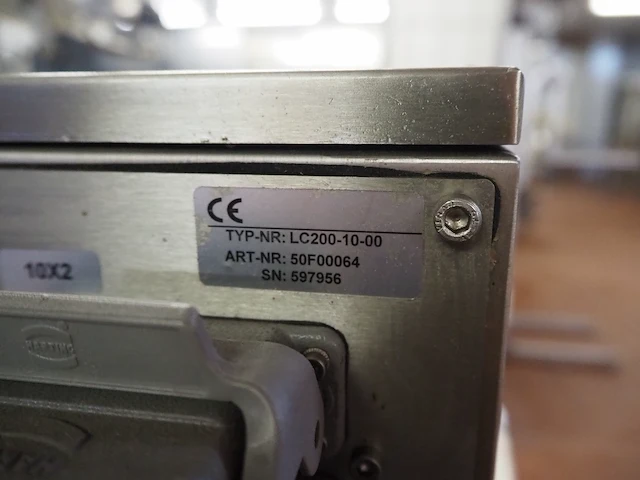 CE
TYP-NR: LC200-10-00
ART-NR: 50F00064
SN: 597956
10X2
HARTING